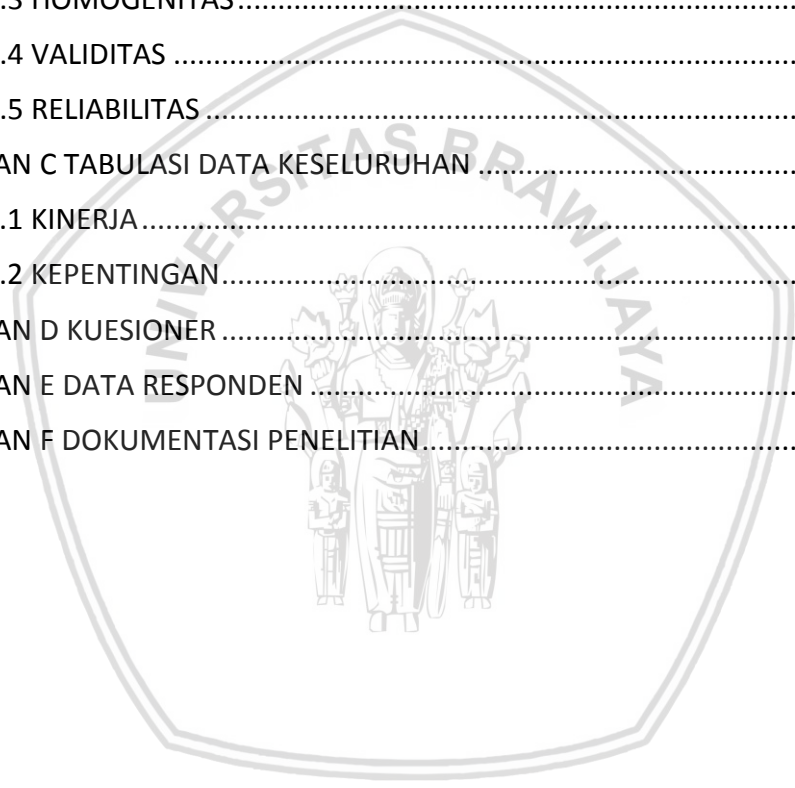 .3 HOMOGENITAS
.4 VALIDITAS
.5 RELIABILITAS
AN C TABULASI DATA KESELURUHAN
.1 KINERJA
.2 KEPENTINGAN
AN D KUESIONER
AN E DATA RESPONDEN
AN F DOKUMENTASI PENELITIAN
UNIVERSITAS BRAWIJAYA